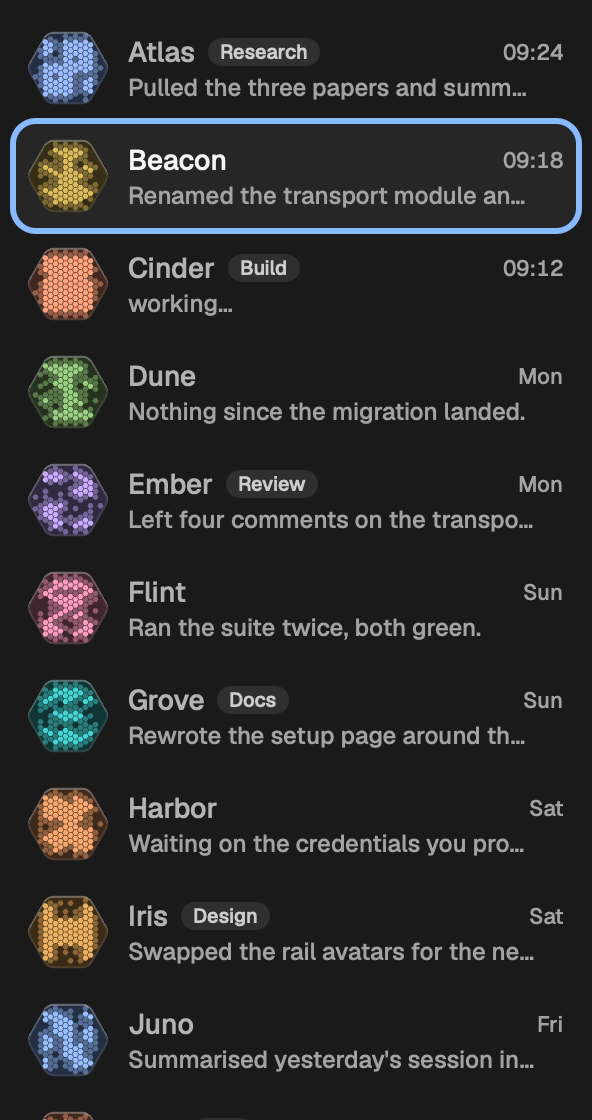 Atlas Research 09:24
Pulled the three papers and summ…
Beacon 09:18
Renamed the transport module an…
Cinder Build 09:12
working…
Dune Mon
Nothing since the migration landed.
Ember Review Mon
Left four comments on the transpo…
Flint Sun
Ran the suite twice, both green.
Grove Docs Sun
Rewrote the setup page around th…
Harbor Sat
Waiting on the credentials you pro…
Iris Design Sat
Swapped the rail avatars for the ne…
Juno Fri
Summarised yesterday's session in…